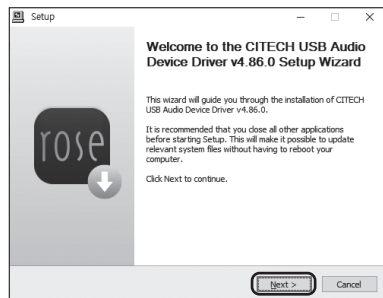 Setup
Welcome to the CITECH USB Audio
Device Driver v4.86.0 Setup Wizard
This wizard will guide you through the installation of CITECH
USB Audio Device Driver v4.86.0.
It is recommended that you close all other applications
before starting Setup. This will make it possible to update
relevant system files without having to reboot your
computer.
Click Next to continue.
rose
Next >
Cancel